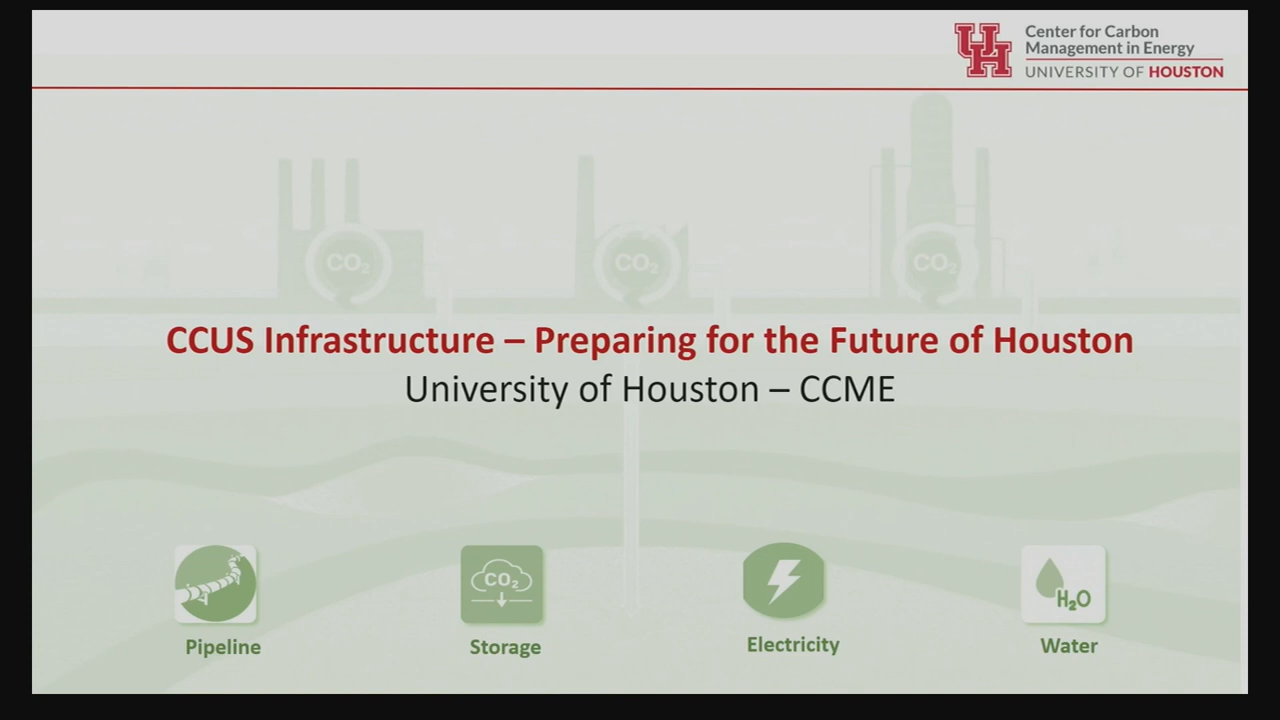 Center for Carbon
Management in Energy
UNIVERSITY OF HOUSTON
CO₂ CO₂ CO₂
CCUS Infrastructure – Preparing for the Future of Houston
University of Houston – CCME
CO₂
H₂O
Pipeline Storage Electricity Water